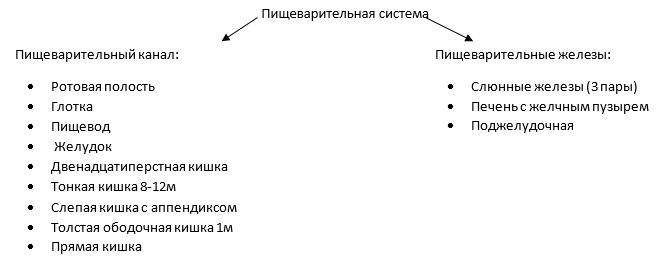 Пищеварительная система
Пищеварительный канал:
• Ротовая полость
• Глотка
• Пищевод
• Желудок
• Двенадцатиперстная кишка
• Тонкая кишка 8-12м
• Слепая кишка с аппендиксом
• Толстая ободочная кишка 1м
• Прямая кишка
Пищеварительные железы:
• Слюнные железы (3 пары)
• Печень с желчным пузырем
• Поджелудочная